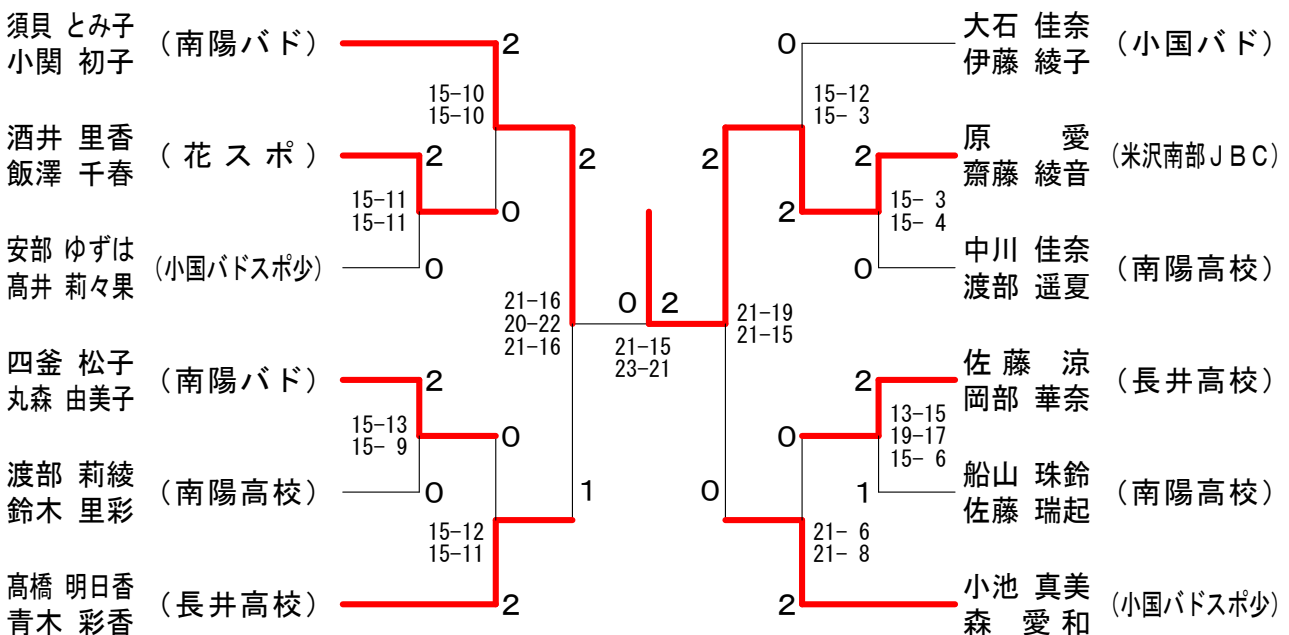 須貝 とみ子
小関 初子
(南陽バド)
2
15-10
15-10
酒井 里香
飯澤 千春
(花スポ)
2
15-11
15-11
0
安部 ゆずは
髙井 莉々果
(小国バドスポ少)
0
2
21-16
20-22
21-16
四釜 松子
丸森 由美子
(南陽バド)
2
15-13
15- 9
0
渡部 莉綾
鈴木 里彩
(南陽高校)
0
1
15-12
15-11
髙橋 明日香
青木 彩香
(長井高校)
2
0
2
21-15
23-21
0
大石 佳奈
伊藤 綾子
(小国バド)
15-12
15- 3
2
原 愛
齋藤 綾音
(米沢南部JBC)
2
2
15- 3
15- 4
中川 佳奈
渡部 遥夏
(南陽高校)
0
21-19
21-15
佐藤 涼
岡部 華奈
(長井高校)
2
13-15
19-17
15- 6
0
船山 珠鈴
佐藤 瑞起
(南陽高校)
1
0
21- 6
21- 8
小池 真美
森 愛和
(小国バドスポ少)
2